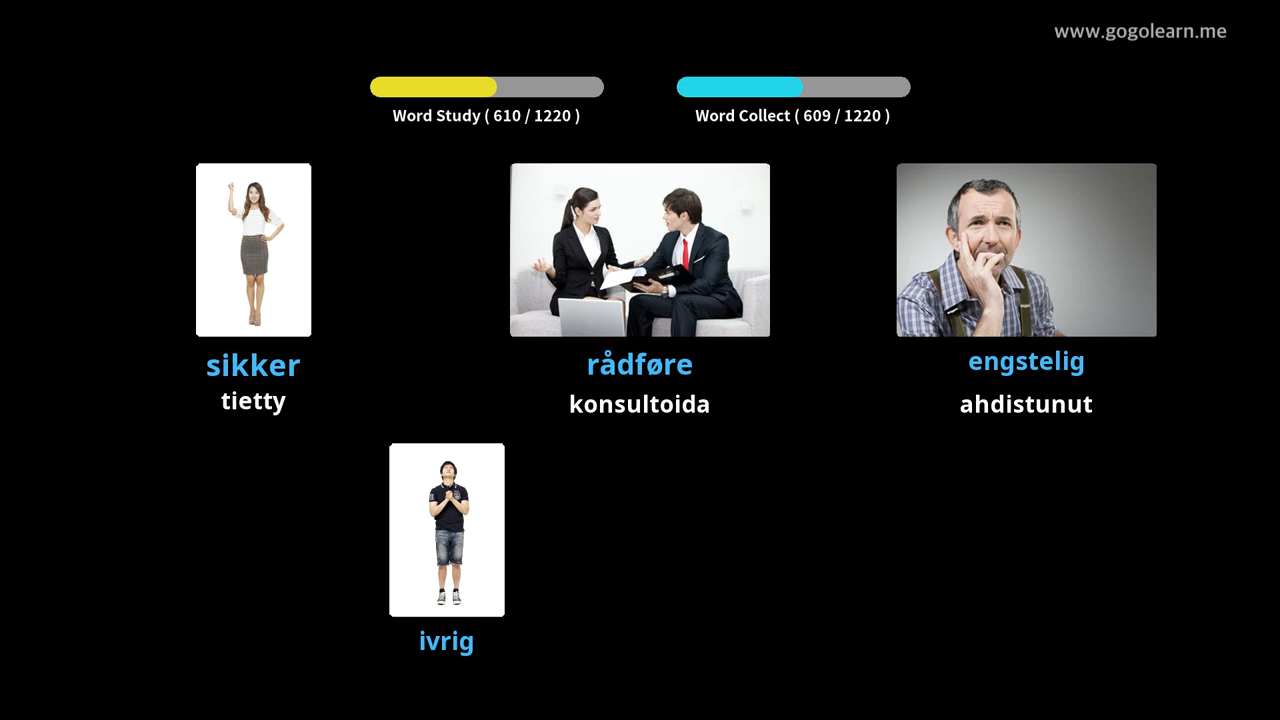 www.gogolearn.me
Word Study ( 610 / 1220 )
Word Collect ( 609 / 1220 )
sikker
tietty
rådføre
konsultoida
engstelig
ahdistunut
ivrig